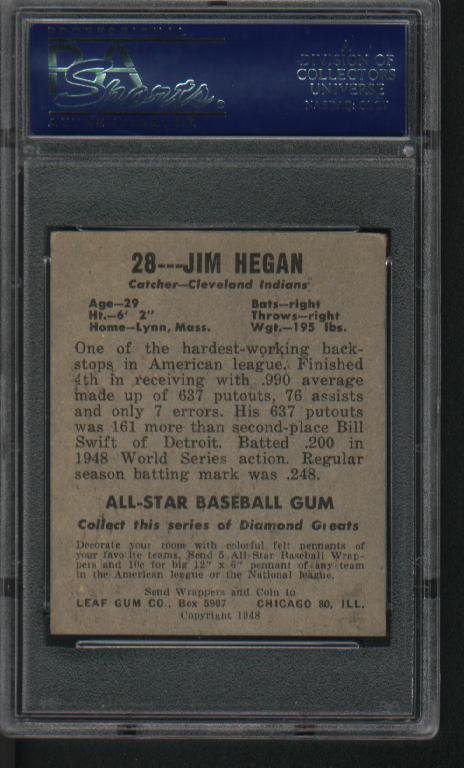 PROFESSIONAL
PSA
Sports.
A
DIVISION OF
COLLECTORS
UNIVERSE
NASDAQ: CLCT
28---JIM HEGAN
Catcher—Cleveland Indians
Age—29 Bats—right
Ht.—6' 2" Throws—right
Home—Lynn, Mass. Wgt.—195 lbs.
One of the hardest-working back-
stops in American league. Finished
4th in receiving with .990 average
made up of 637 putouts, 76 assists
and only 7 errors. His 637 putouts
was 161 more than second-place Bill
Swift of Detroit. Batted .200 in
1948 World Series action. Regular
season batting mark was .248.
ALL-STAR BASEBALL GUM
Collect this series of Diamond Greats
Decorate your room with colorful felt pennants of
your favorite teams. Send 5 All-Star Baseball Wrap-
pers and 10c for big 12" x 6" pennant of any team
in the American league or the National league.
Send Wrappers and Coin to
LEAF GUM CO., Box 5907 CHICAGO 80, ILL.
Copyright 1948